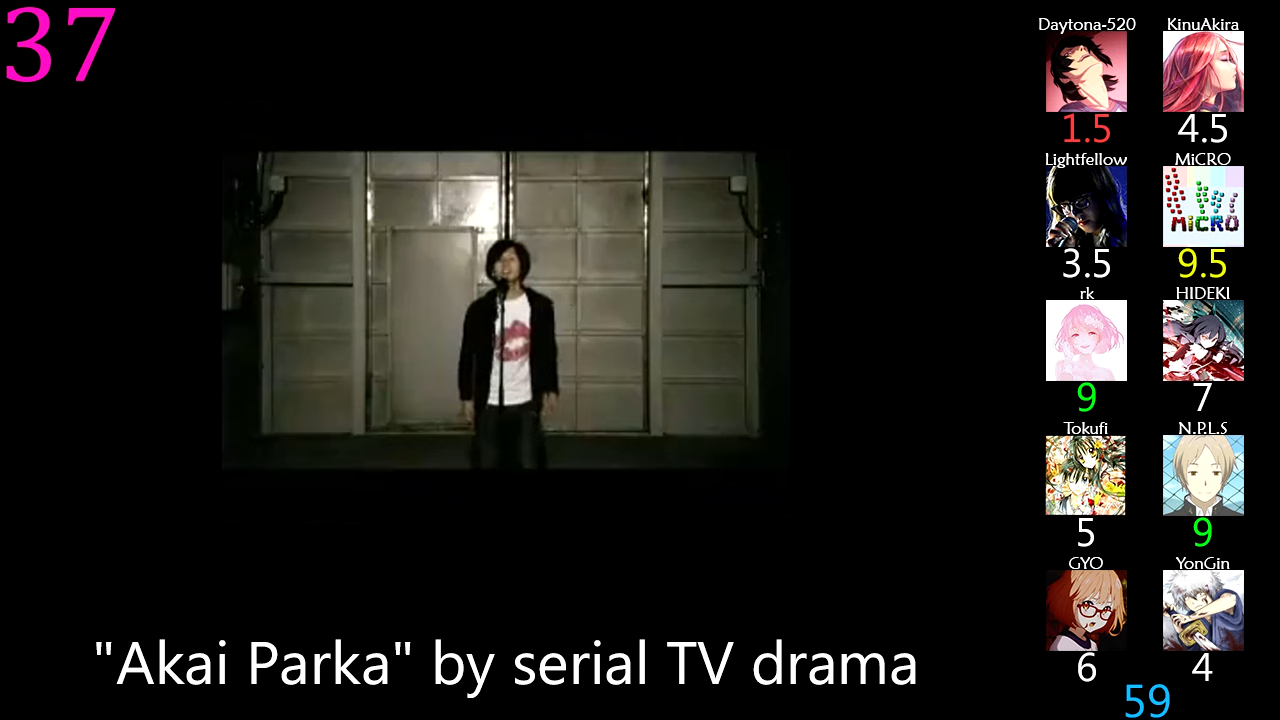 37
Daytona-520
KinuAkira
1.5
4.5
Lightfellow
MiCRO
MiCRO
3.5
9.5
rk
HIDEKI
9
7
Tokufi
N.P.L.S
5
9
GYO
YonGin
6
4
"Akai Parka" by serial TV drama
59